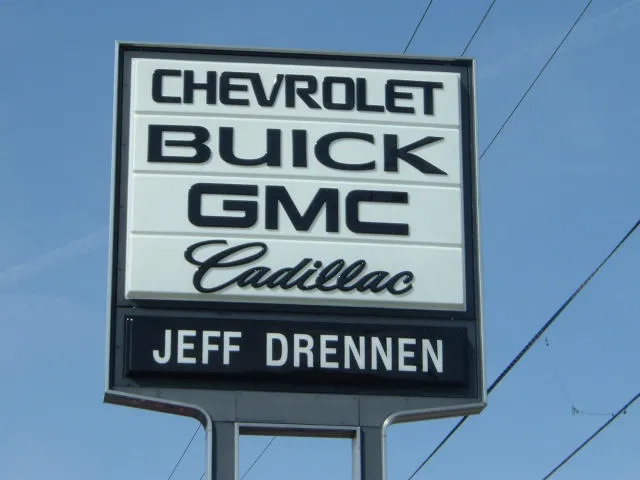 CHEVROLET
BUICK
GMC
Cadillac
JEFF DRENNEN